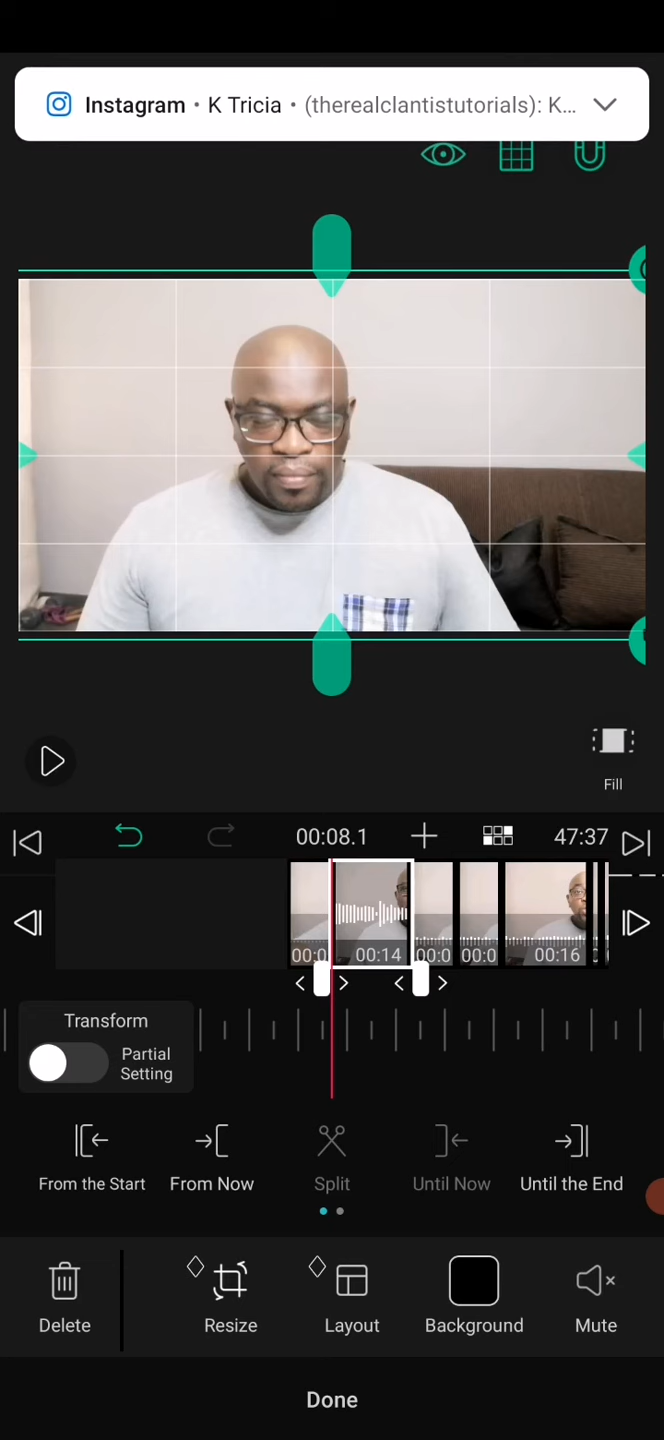 Instagram • K Tricia • (therealclantistutorials): K...
Fill
00:08.1
47:37
00:0
00:14
00:0
00:0
00:16
Transform
Partial
Setting
From the Start
From Now
Split
Until Now
Until the End
Delete
Resize
Layout
Background
Mute
Done